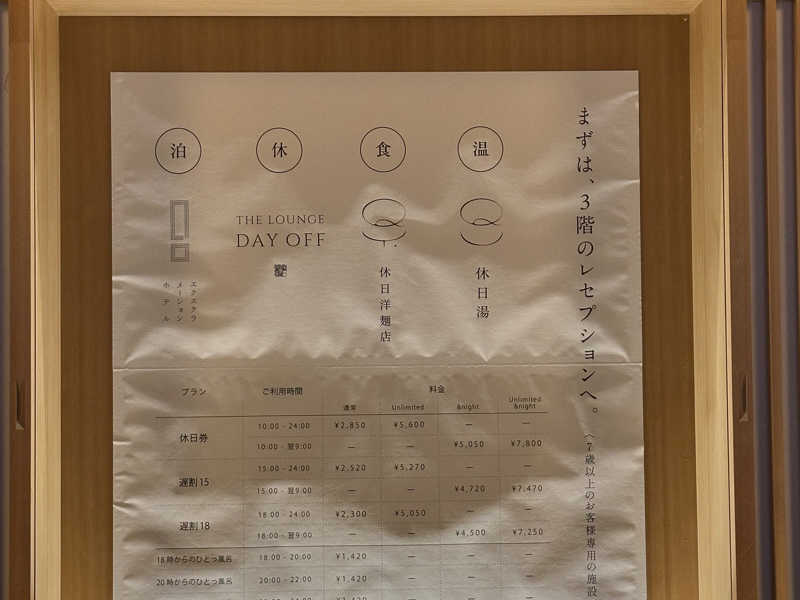 まずは、3階のレセプションへ。
〈7歳以上のお客様専用の施設
温
休日湯
食
休日洋麺店
休
THE LOUNGE
DAY OFF
泊
エクスクラ
メーション
ホテル
プラン ご利用時間 料金
通常 Unlimited &night Unlimited &night
休日券 10:00 - 24:00 ¥2,850 ¥5,600 — —
10:00 - 翌9:00 — — ¥5,050 ¥7,800
遅割15 15:00 - 24:00 ¥2,520 ¥5,270 — —
15:00 - 翌9:00 — — ¥4,720 ¥7,470
遅割18 18:00 - 24:00 ¥2,300 ¥5,050 — —
18:00 - 翌9:00 — — ¥4,500 ¥7,250
18時からのひとっ風呂 18:00 - 20:00 ¥1,420 — — —
20時からのひとっ風呂 20:00 - 22:00 ¥1,420 — — —